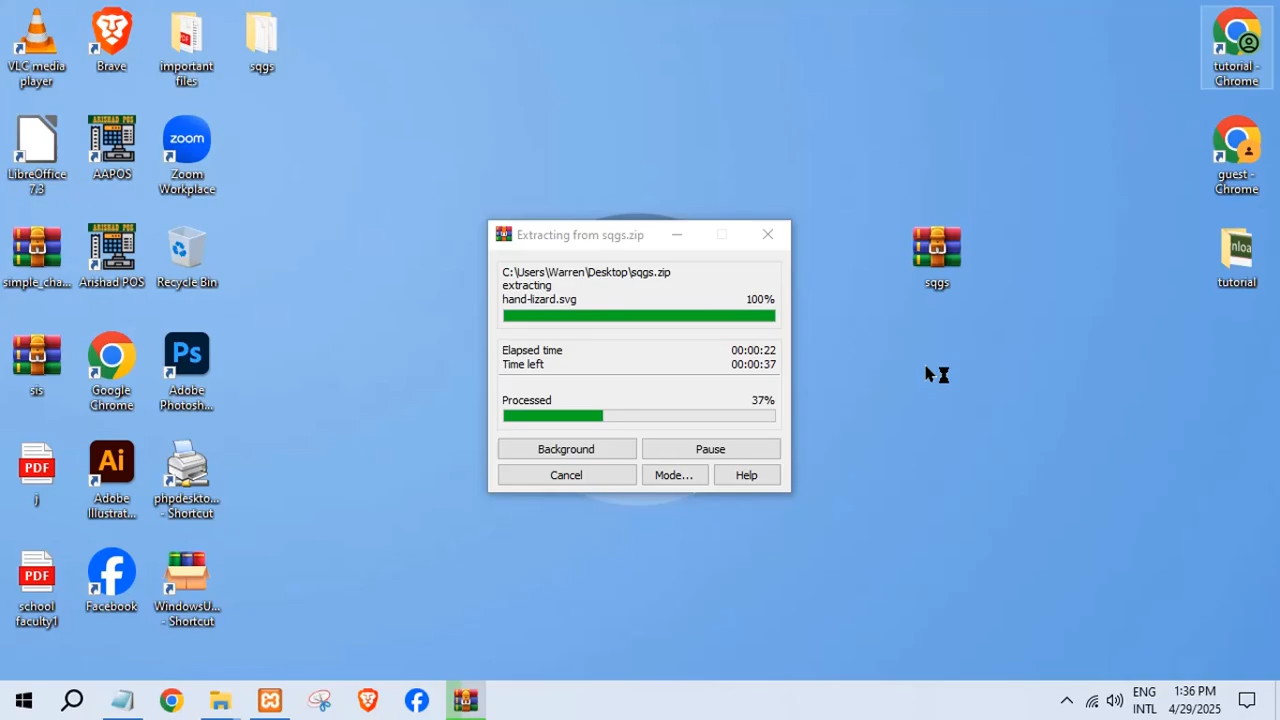 VLC media
player
Brave
important
files
sqgs
tutorial -
Chrome
LibreOffice
7.3
AAPOS
zoom
Zoom
Workplace
guest -
Chrome
simple_cha...
Arishad POS
Recycle Bin
sqgs
nloa
tutorial
Extracting from sqgs.zip
C:\Users\Warren\Desktop\sqgs.zip
extracting
hand-lizard.svg 100%
Elapsed time 00:00:22
Time left 00:00:37
Processed 37%
Background Pause
Cancel Mode... Help
sis
Google
Chrome
Ps
Adobe
Photosh...
PDF
j
Ai
Adobe
Illustrat...
phpdeskto...
- Shortcut
PDF
school
faculty1
Facebook
WindowsU...
- Shortcut
ENG
INTL
1:36 PM
4/29/2025